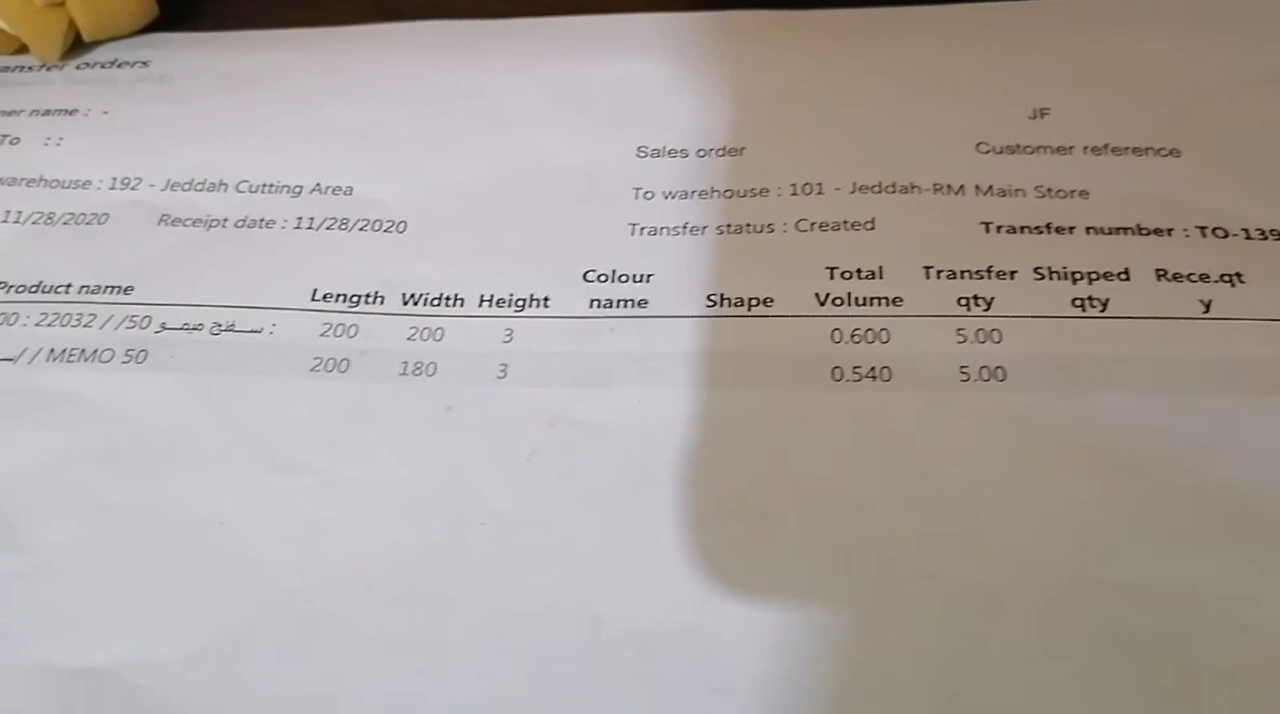 ansfer orders
ner name : -
JF
To : :
Sales order
Customer reference
warehouse : 192 - Jeddah Cutting Area
To warehouse : 101 - Jeddah-RM Main Store
11/28/2020 Receipt date : 11/28/2020
Transfer status : Created
Transfer number : TO-139
Product name Length Width Height Colour name Shape Total Volume Transfer qty Shipped qty Rece.qt y
00 : 22032 / /50 سفنج ميمو : 200 200 3 0.600 5.00
/ / MEMO 50 200 180 3 0.540 5.00